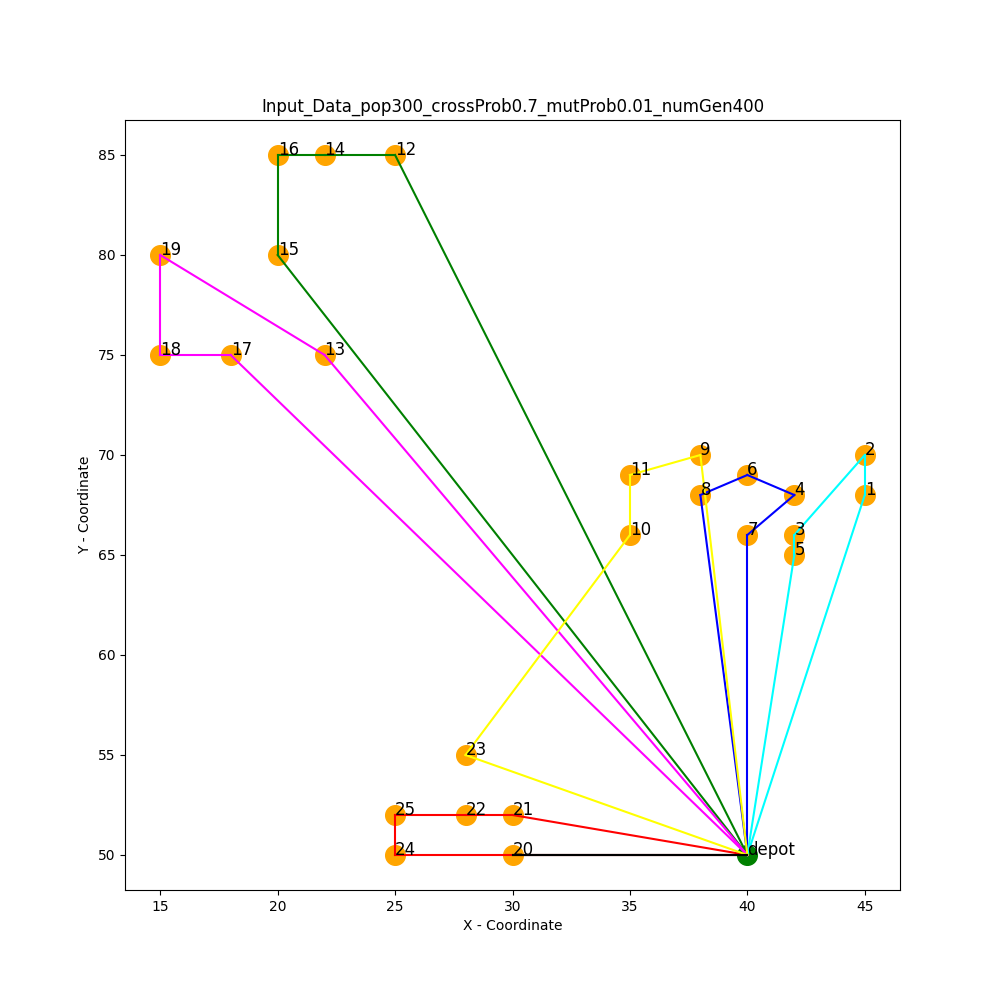 Input_Data_pop300_crossProb0.7_mutProb0.01_numGen400
85
80
75
70
65
60
55
50
Y - Coordinate
16 14 12
19 15
18 17 13
9 2
11 6
8 4 1
10 7 3
5
23
25 22 21
24 20 depot
15 20 25 30 35 40 45
X - Coordinate